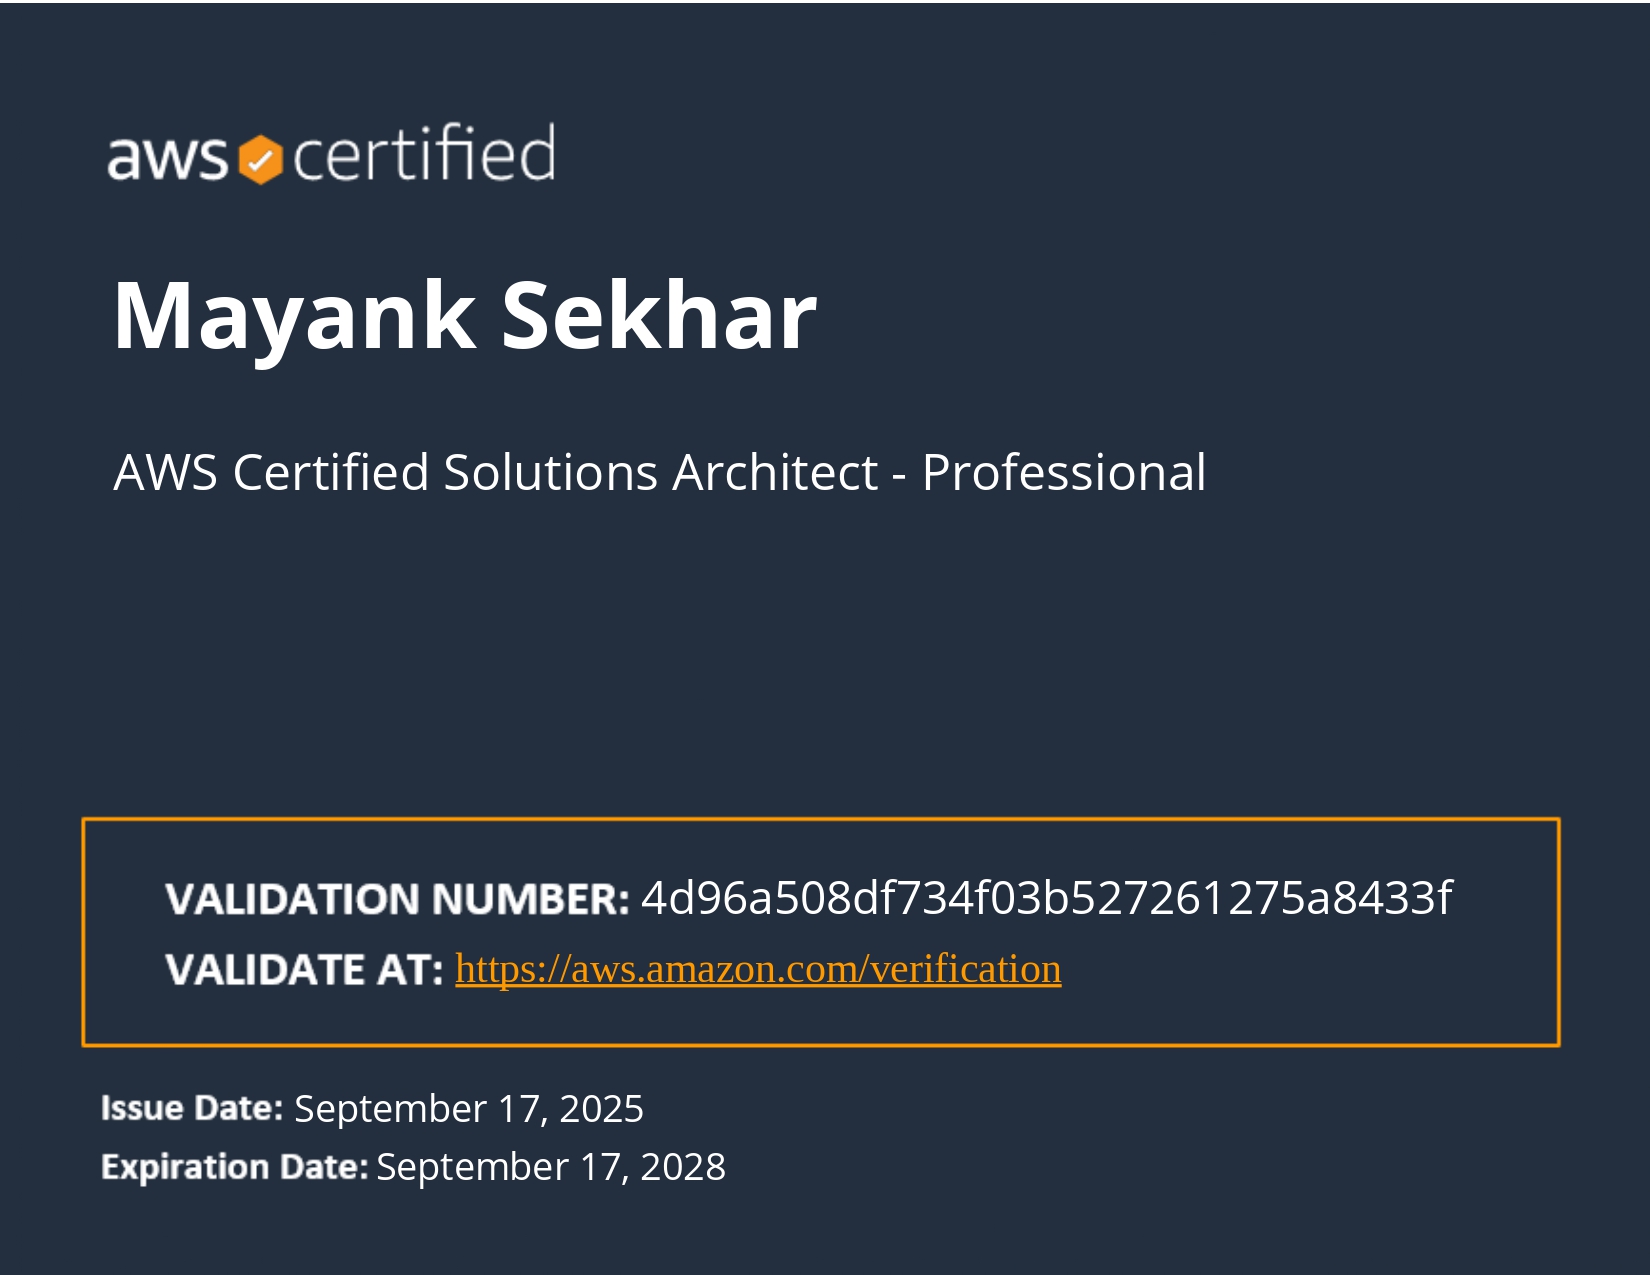 aws certified
Mayank Sekhar
AWS Certified Solutions Architect - Professional
VALIDATION NUMBER: 4d96a508df734f03b527261275a8433f
VALIDATE AT: https://aws.amazon.com/verification
Issue Date: September 17, 2025
Expiration Date: September 17, 2028